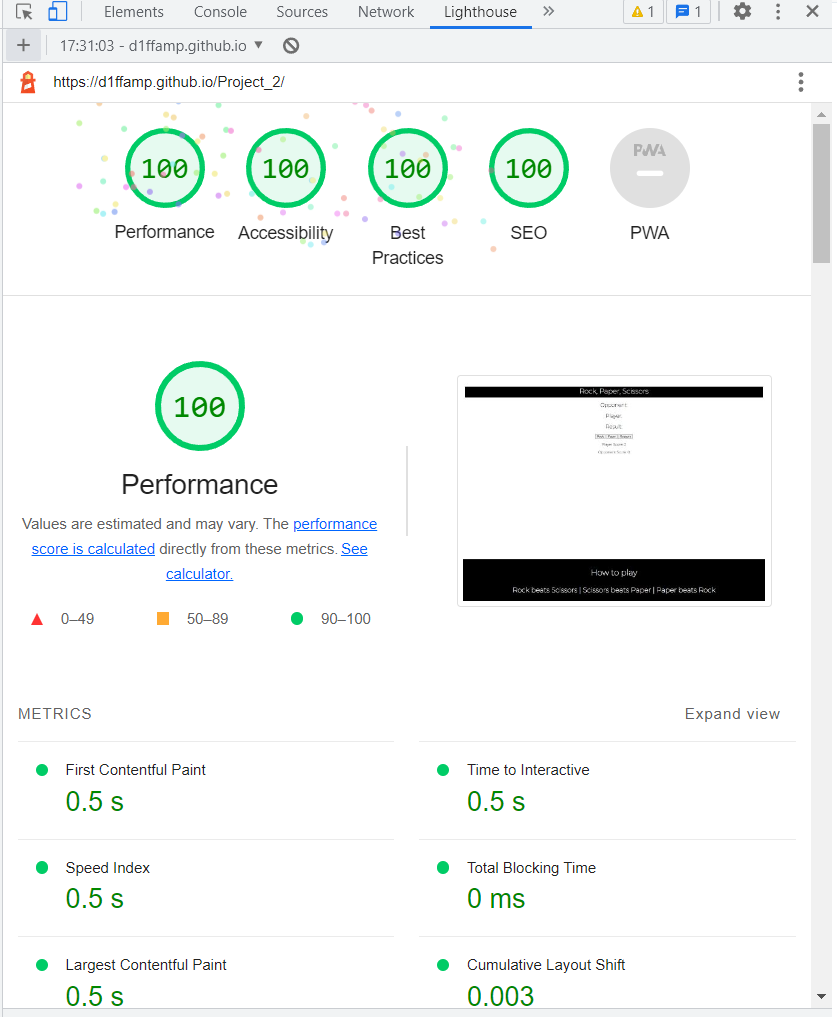 Elements Console Sources Network Lighthouse 1 1
17:31:03 - d1ffamp.github.io
https://d1ffamp.github.io/Project_2/
100 100 100 100 PWA
Performance Accessibility Best Practices SEO PWA
100
Performance
Values are estimated and may vary. The performance
score is calculated directly from these metrics. See
calculator.
0–49 50–89 90–100
Rock, Paper, Scissors
Opponent:
Player:
Result:
Rock Paper Scissors
Player Score: 0
Opponent Score: 0
How to play
Rock beats Scissors | Scissors beats Paper | Paper beats Rock
METRICS Expand view
First Contentful Paint Time to Interactive
0.5 s 0.5 s
Speed Index Total Blocking Time
0.5 s 0 ms
Largest Contentful Paint Cumulative Layout Shift
0.5 s 0.003